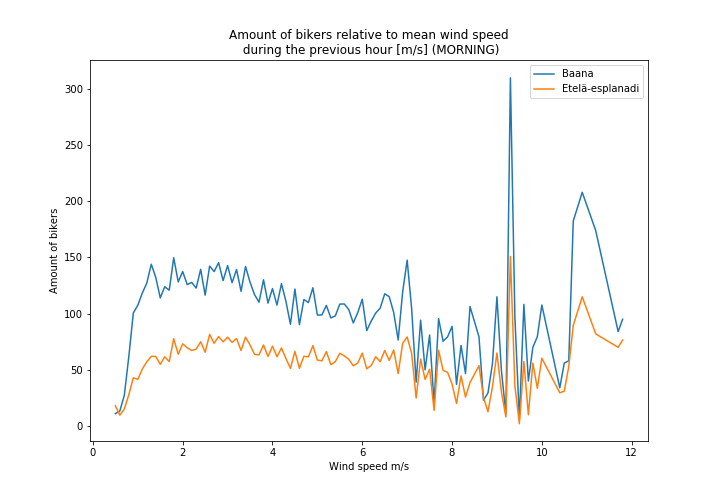 Amount of bikers relative to mean wind speed
during the previous hour [m/s] (MORNING)
Baana
Etelä-esplanadi
300
250
200
150
100
50
0
Amount of bikers
0 2 4 6 8 10 12
Wind speed m/s